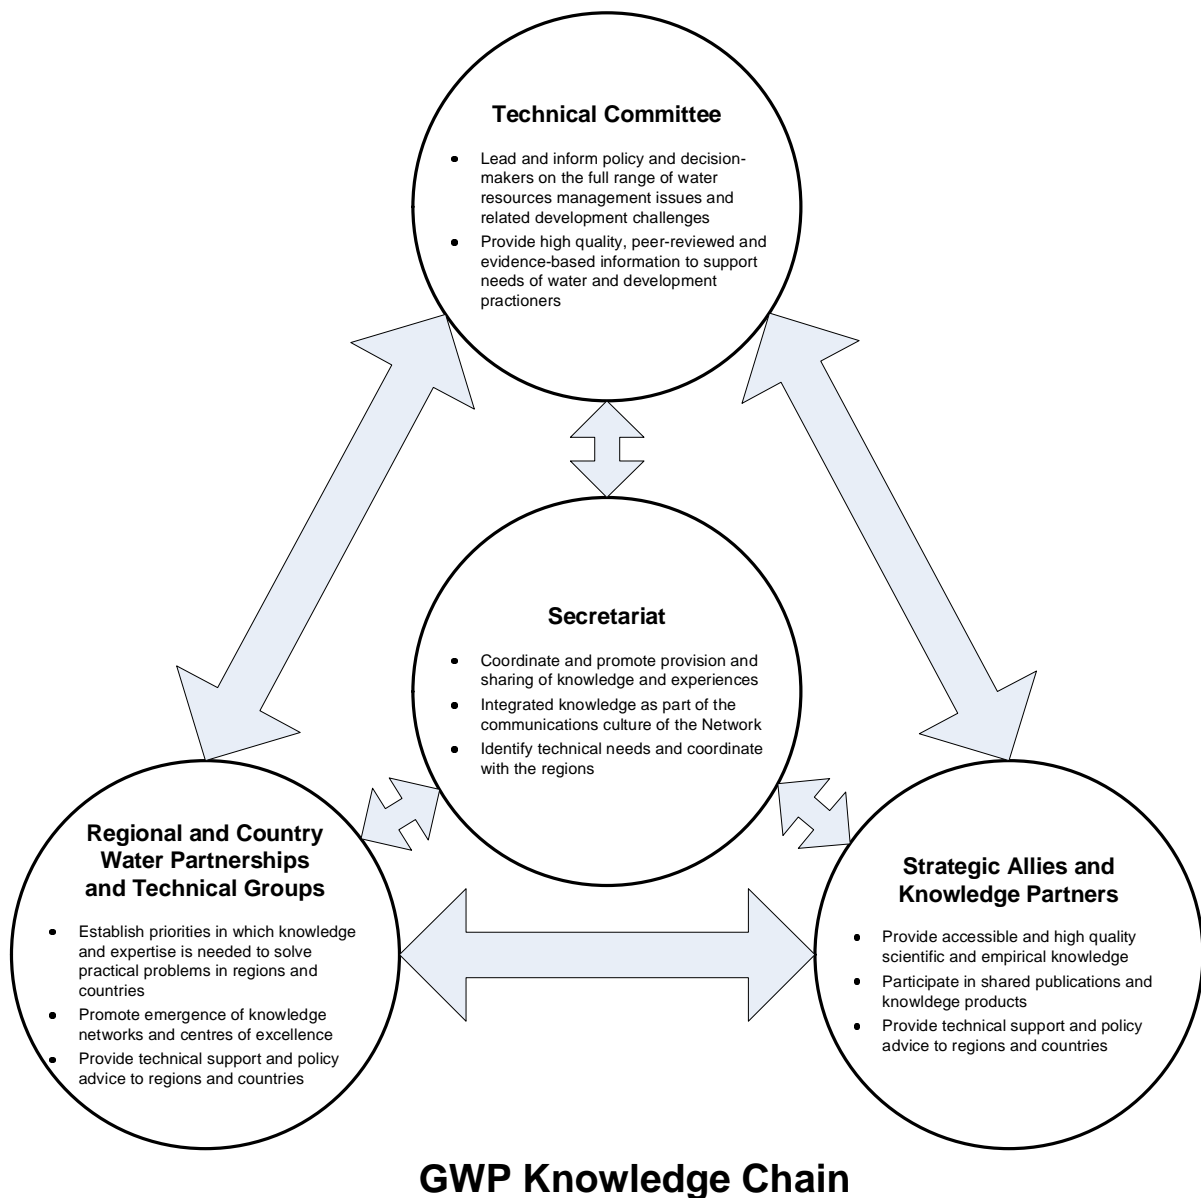 Technical Committee
• Lead and inform policy and decision-
makers on the full range of water
resources management issues and
related development challenges
• Provide high quality, peer-reviewed and
evidence-based information to support
needs of water and development
practioners
Secretariat
• Coordinate and promote provision and
sharing of knowledge and experiences
• Integrated knowledge as part of the
communications culture of the Network
• Identify technical needs and coordinate
with the regions
Regional and Country
Water Partnerships
and Technical Groups
• Establish priorities in which knowledge
and expertise is needed to solve
practical problems in regions and
countries
• Promote emergence of knowledge
networks and centres of excellence
• Provide technical support and policy
advice to regions and countries
Strategic Allies and
Knowledge Partners
• Provide accessible and high quality
scientific and empirical knowledge
• Participate in shared publications and
knowldege products
• Provide technical support and policy
advice to regions and countries
GWP Knowledge Chain